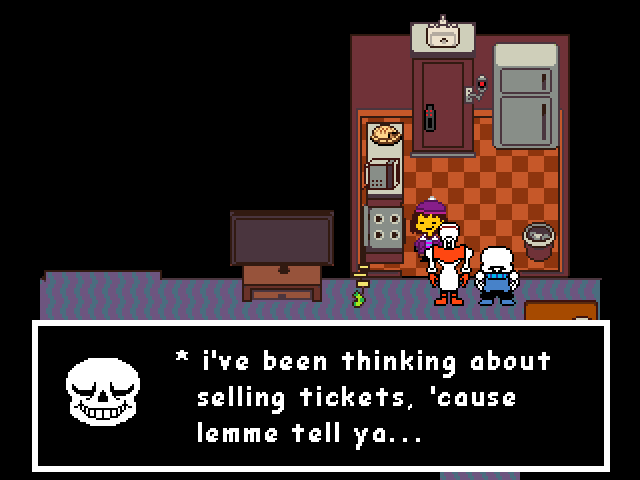 * i've been thinking about
selling tickets, 'cause
lemme tell ya...